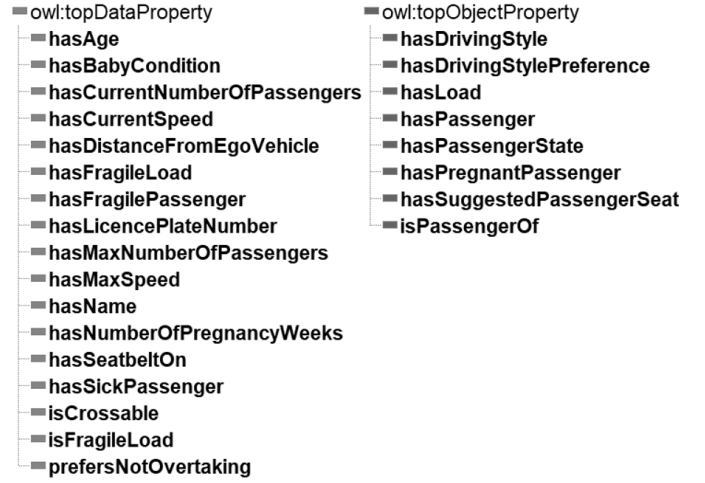 owl:topDataProperty
hasAge
hasBabyCondition
hasCurrentNumberOfPassengers
hasCurrentSpeed
hasDistanceFromEgoVehicle
hasFragileLoad
hasFragilePassenger
hasLicencePlateNumber
hasMaxNumberOfPassengers
hasMaxSpeed
hasName
hasNumberOfPregnancyWeeks
hasSeatbeltOn
hasSickPassenger
isCrossable
isFragileLoad
prefersNotOvertaking
owl:topObjectProperty
hasDrivingStyle
hasDrivingStylePreference
hasLoad
hasPassenger
hasPassengerState
hasPregnantPassenger
hasSuggestedPassengerSeat
isPassengerOf